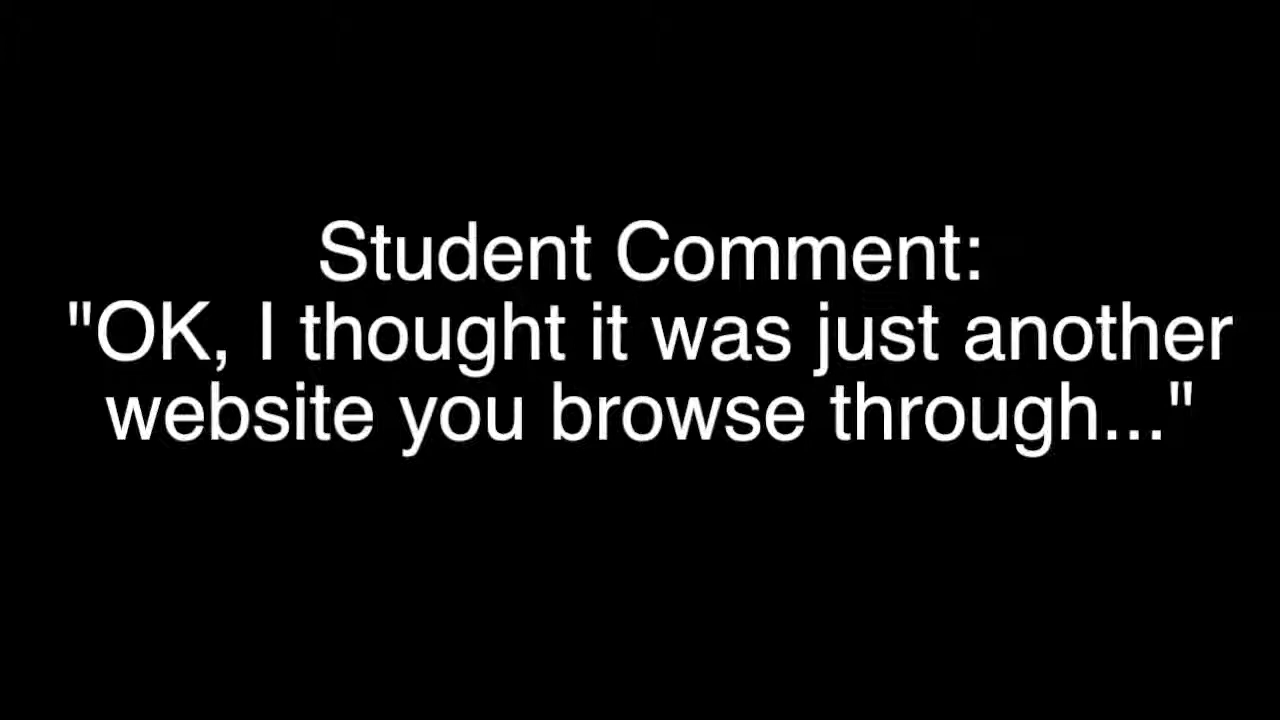 Student Comment:
"OK, I thought it was just another
website you browse through..."